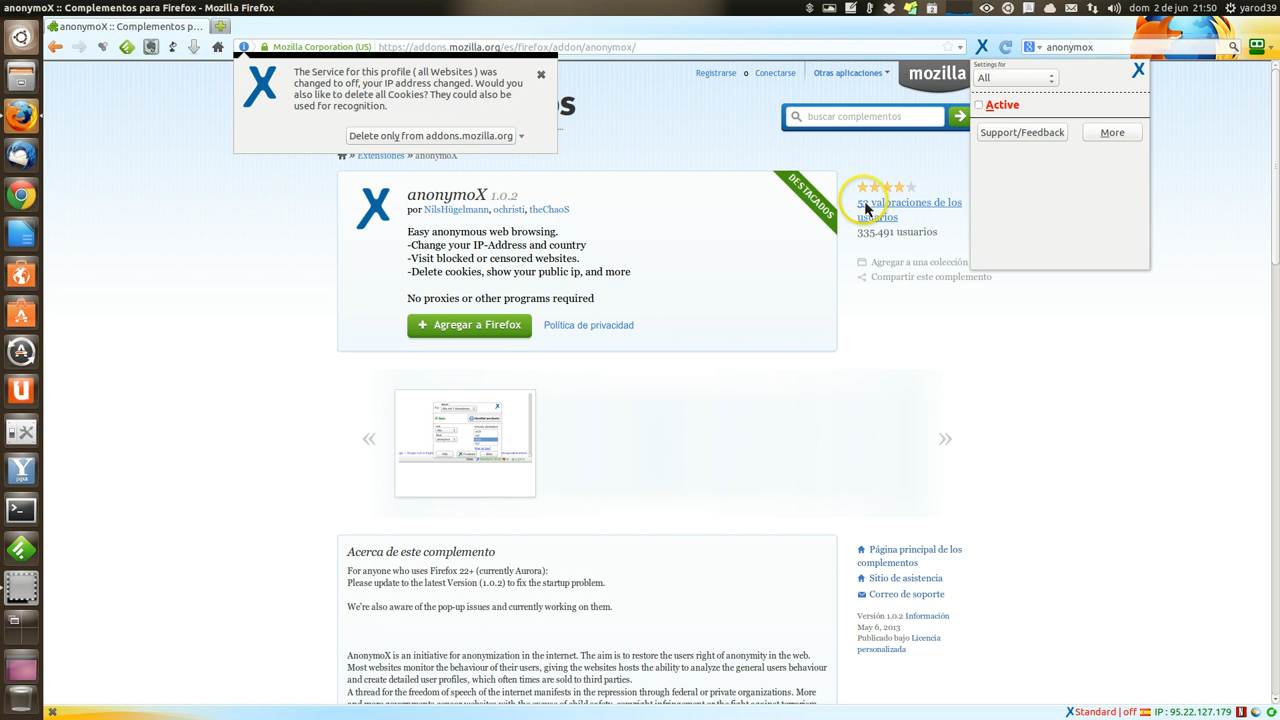 anonymoX :: Complementos para Firefox - Mozilla Firefox
dom 2 de jun 21:50
yarod39
anonymoX :: Complementos p...
Mozilla Corporation (US)
https://addons.mozilla.org/es/firefox/addon/anonymox/
anonymox
The Service for this profile ( all Websites ) was
changed to off, your IP address changed. Would you
also like to delete all Cookies? They could also be
used for recognition.
Delete only from addons.mozilla.org
Registrarse o Conectarse
Otras aplicaciones
mozilla
buscar complementos
Settings for
All
Active
Support/Feedback
More
» Extensiones » anonymoX
anonymoX 1.0.2
por NilsHügelmann, ochristi, theChaoS
Easy anonymous web browsing.
-Change your IP-Address and country
-Visit blocked or censored websites.
-Delete cookies, show your public ip, and more
No proxies or other programs required
+ Agregar a Firefox
Política de privacidad
DESTACADOS
valoraciones de los
usuarios
335.491 usuarios
Agregar a una colección
Compartir este complemento
«
»
Acerca de este complemento
For anyone who uses Firefox 22+ (currently Aurora):
Please update to the latest Version (1.0.2) to fix the startup problem.
We're also aware of the pop-up issues and currently working on them.
AnonymoX is an initiative for anonymization in the internet. The aim is to restore the users right of anonymity in the web.
Most websites monitor the behaviour of their users, giving the websites hosts the ability to analyze the general users behaviour
and create detailed user profiles, which often times are sold to third parties.
A thread for the freedom of speech of the internet manifests in the repression through federal or private organizations. More
Página principal de los
complementos
Sitio de asistencia
Correo de soporte
Versión 1.0.2 Información
May 6, 2013
Publicado bajo Licencia
personalizada
Standard | off
IP : 95.22.127.179